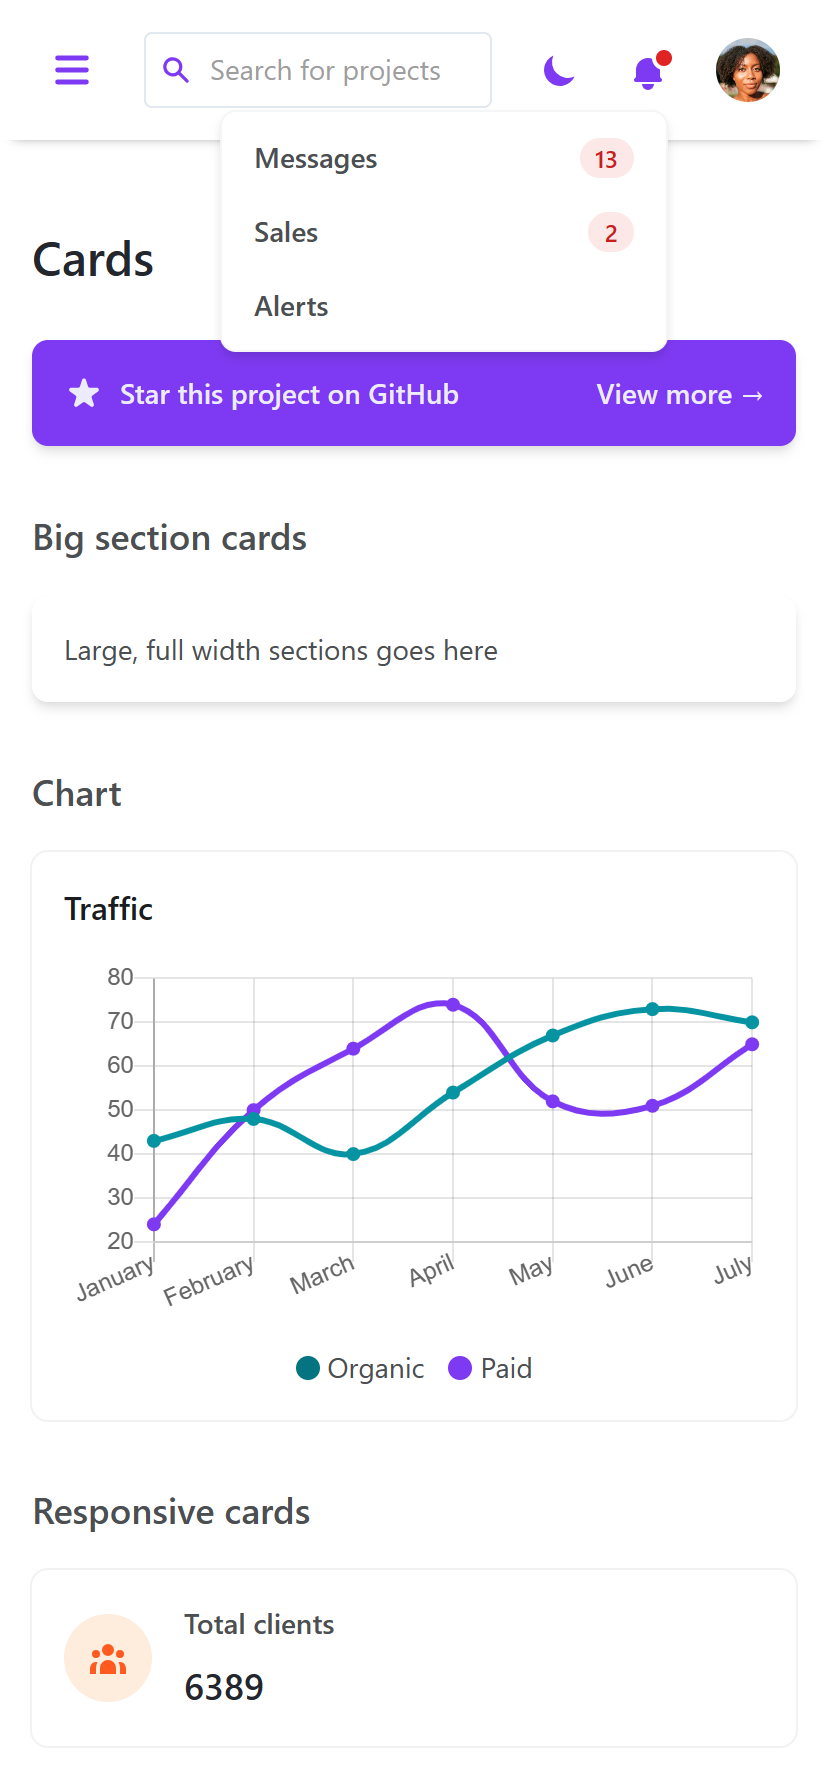 Search for projects
Messages 13
Sales 2
Alerts
Cards
Star this project on GitHub View more →
Big section cards
Large, full width sections goes here
Chart
Traffic
80
70
60
50
40
30
20
January February March April May June July
Organic Paid
Responsive cards
Total clients
6389